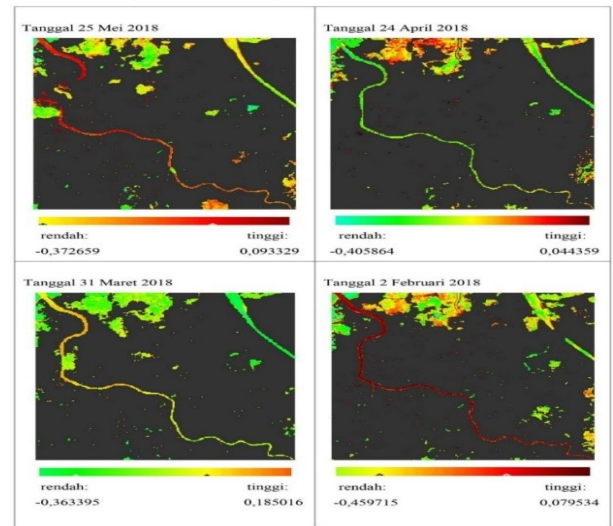 Tanggal 25 Mei 2018
Tanggal 24 April 2018
rendah: tinggi:
-0,372659 0,093329
rendah: tinggi:
-0,405864 0,044359
Tanggal 31 Maret 2018
Tanggal 2 Februari 2018
rendah: tinggi:
-0,363395 0,185016
rendah: tinggi:
-0,459715 0,079534